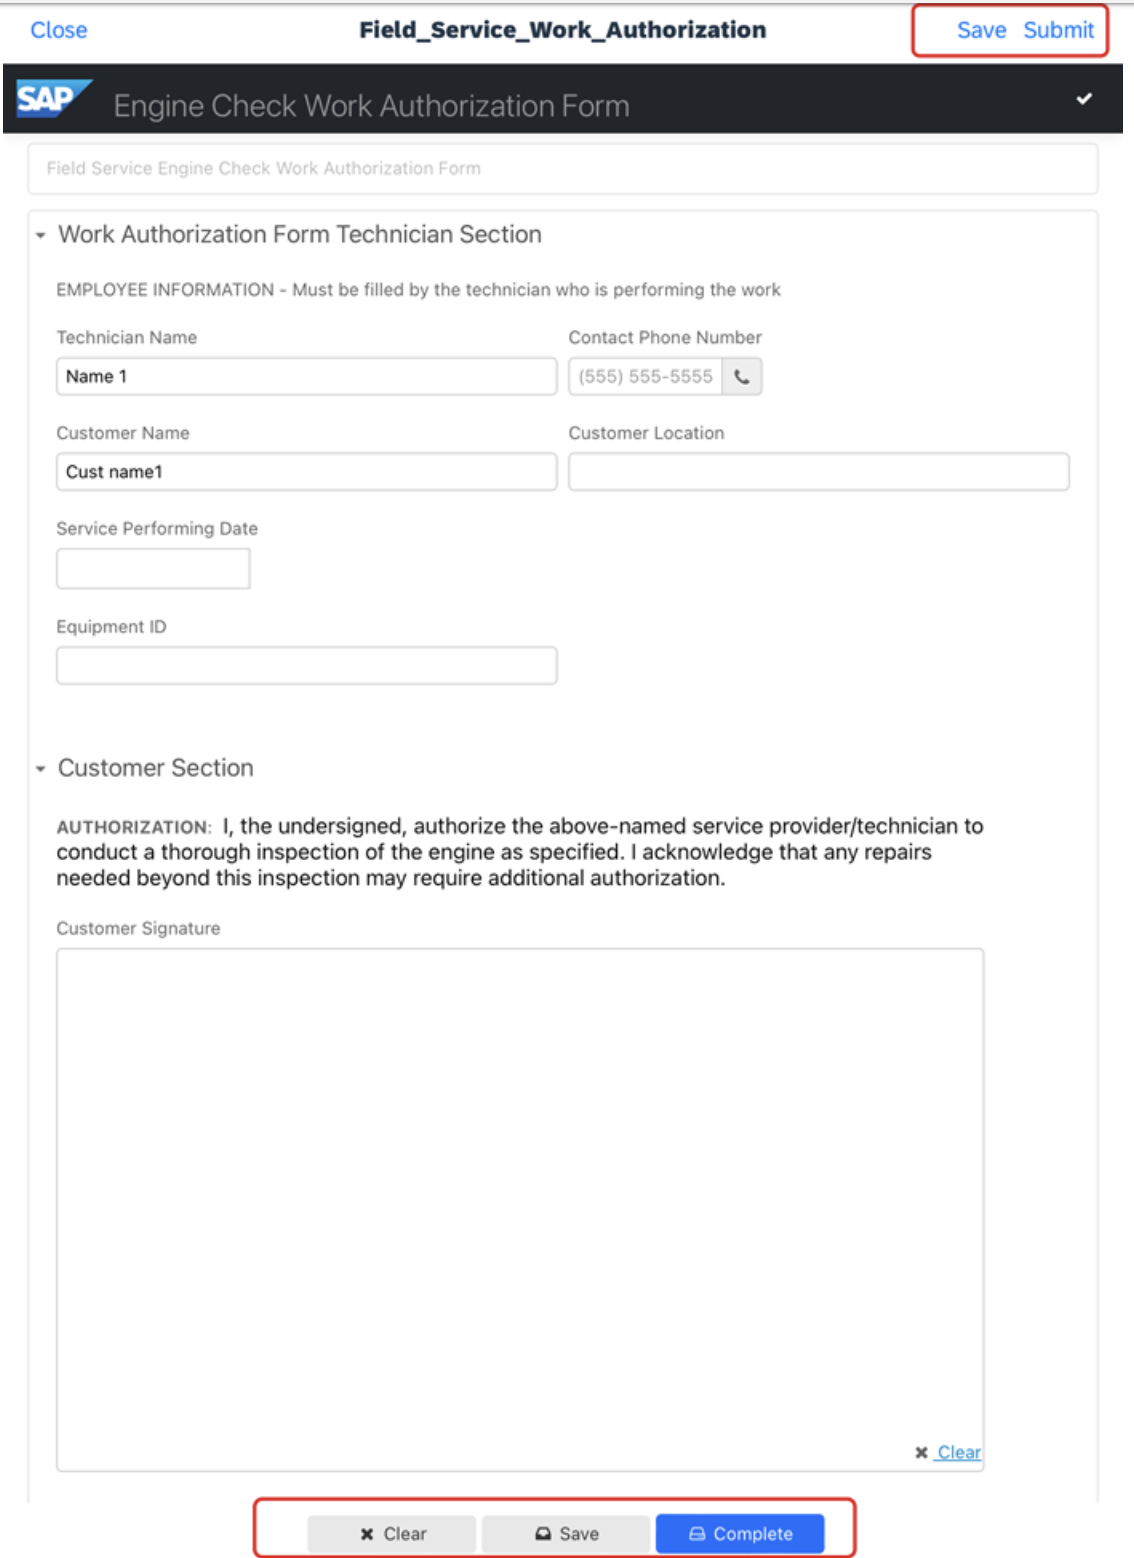 Close
Field_Service_Work_Authorization
Save Submit
SAP
Engine Check Work Authorization Form
Field Service Engine Check Work Authorization Form
Work Authorization Form Technician Section
EMPLOYEE INFORMATION - Must be filled by the technician who is performing the work
Technician Name
Contact Phone Number
Name 1
(555) 555-5555
Customer Name
Customer Location
Cust name1
Service Performing Date
Equipment ID
Customer Section
AUTHORIZATION: I, the undersigned, authorize the above-named service provider/technician to
conduct a thorough inspection of the engine as specified. I acknowledge that any repairs
needed beyond this inspection may require additional authorization.
Customer Signature
Clear
Clear
Save
Complete